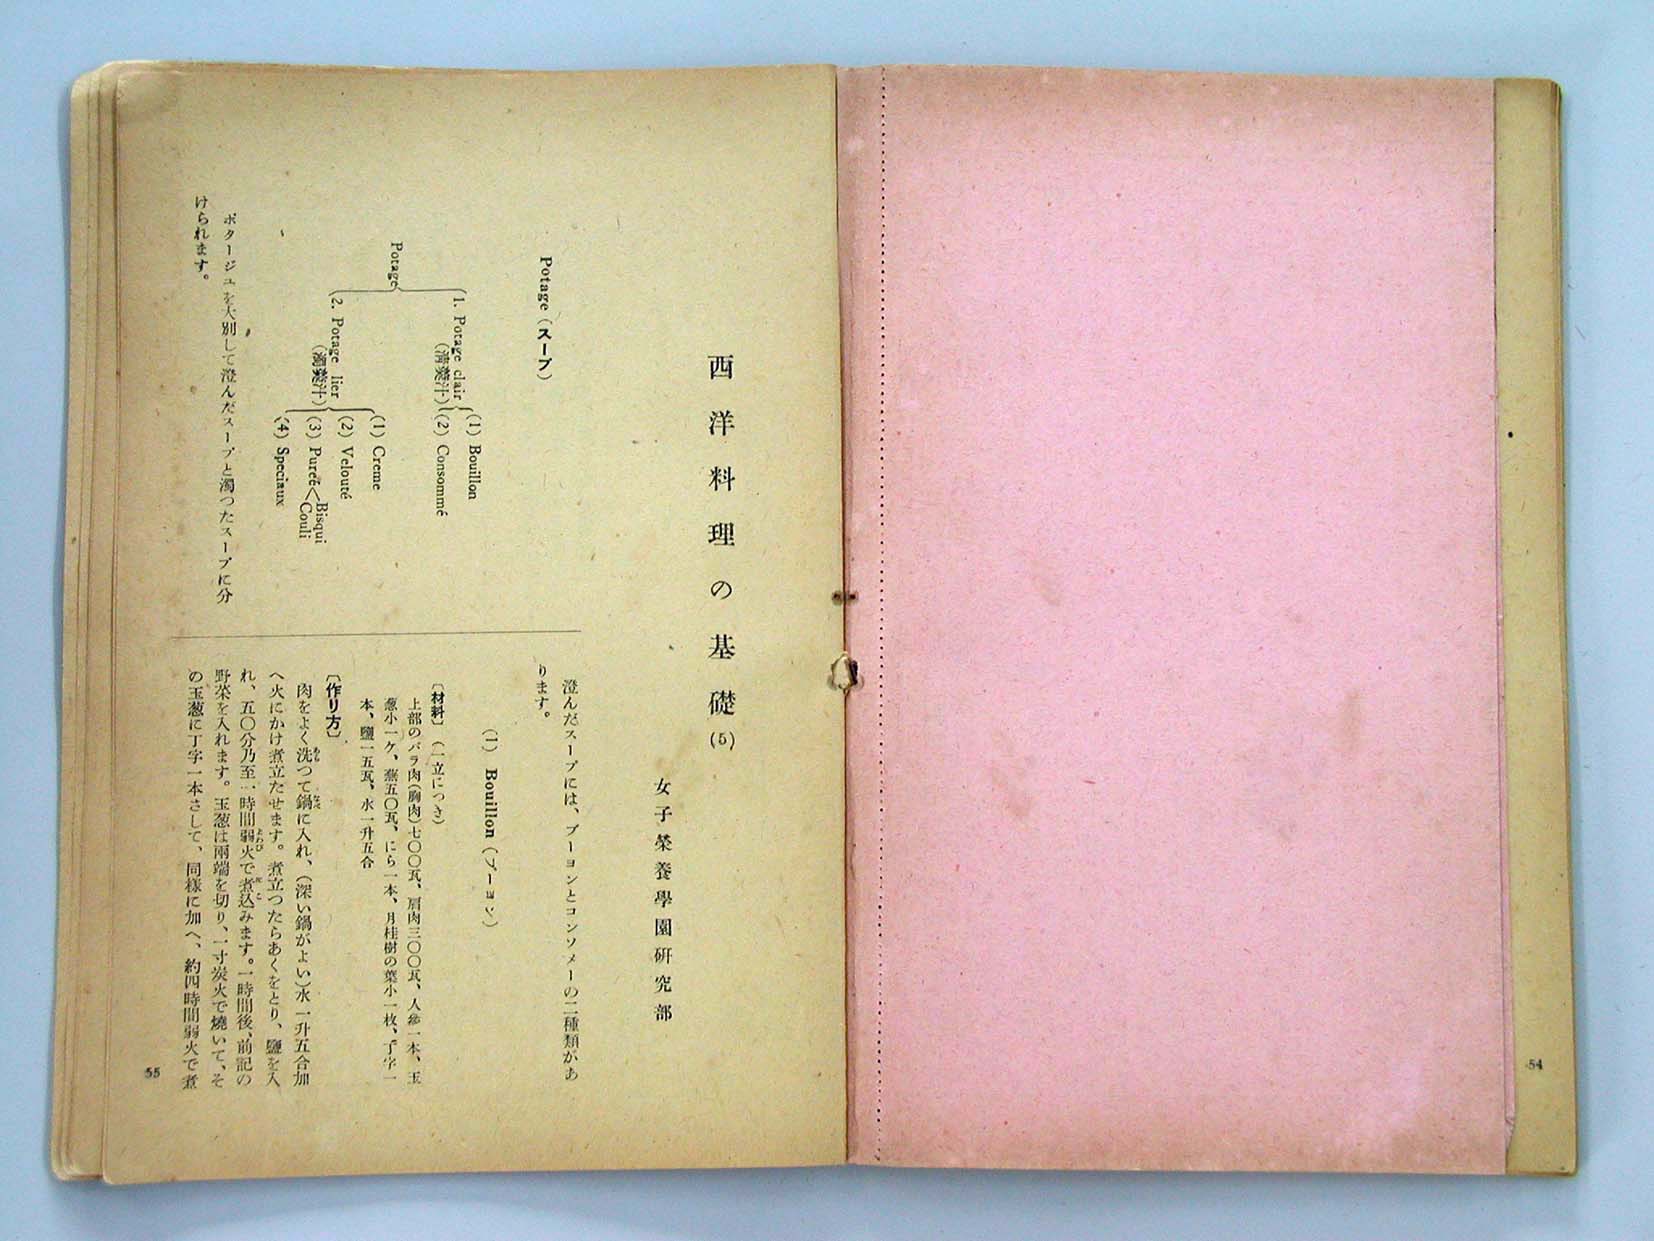 西洋料理の基礎(5)
女子榮養學園研究部
Potage (スープ)
Potage
1. Potage clair
(清羹汁)
(1) Bouillon
(2) Consommé
2. Potage lier
(濁羹汁)
(1) Creme
(2) Velouté
(3) Pureé
Bisqui
Couli
(4) Speciaux
ポタージュを大別して澄んだスープと濁つたスープに分
けられます。
澄んだスープには、ブーヨンとコンソメーの二種類があ
ります。
(1) Bouillon (ブーヨン)
〔材料〕(一立につき)
上部のバラ肉(胸肉)七〇〇瓦、肩肉三〇〇瓦、人参一本、玉
葱小一ケ、蕪五〇瓦、にら一本、月桂樹の葉小一枚、丁字一
本、鹽一五瓦、水一升五合
〔作り方〕
肉をよく洗つて鍋に入れ、(深い鍋がよい)水一升五合加
へ火にかけ煮立たせます。煮立つたらあくをとり、鹽を入
れ、五〇分乃至一時間弱火で煮込みます。一時間後、前記の
野菜を入れます。玉葱は兩端を切り、一寸炭火で燒いて、そ
の玉葱に丁字一本さして、同樣に加へ、約四時間弱火で煮
55
54